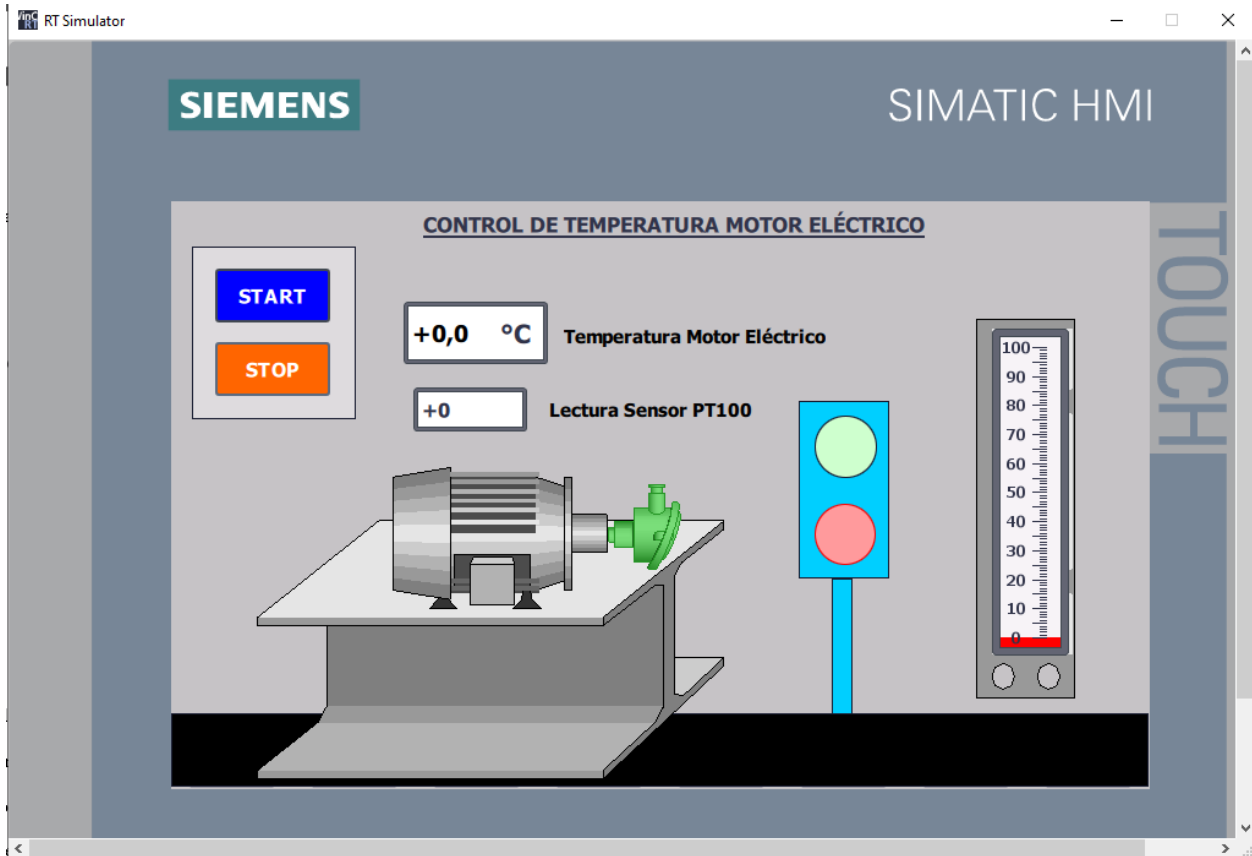 RT Simulator
SIEMENS
SIMATIC HMI
TOUCH
CONTROL DE TEMPERATURA MOTOR ELÉCTRICO
START
STOP
+0,0 °C
Temperatura Motor Eléctrico
+0
Lectura Sensor PT100
100
90
80
70
60
50
40
30
20
10
0